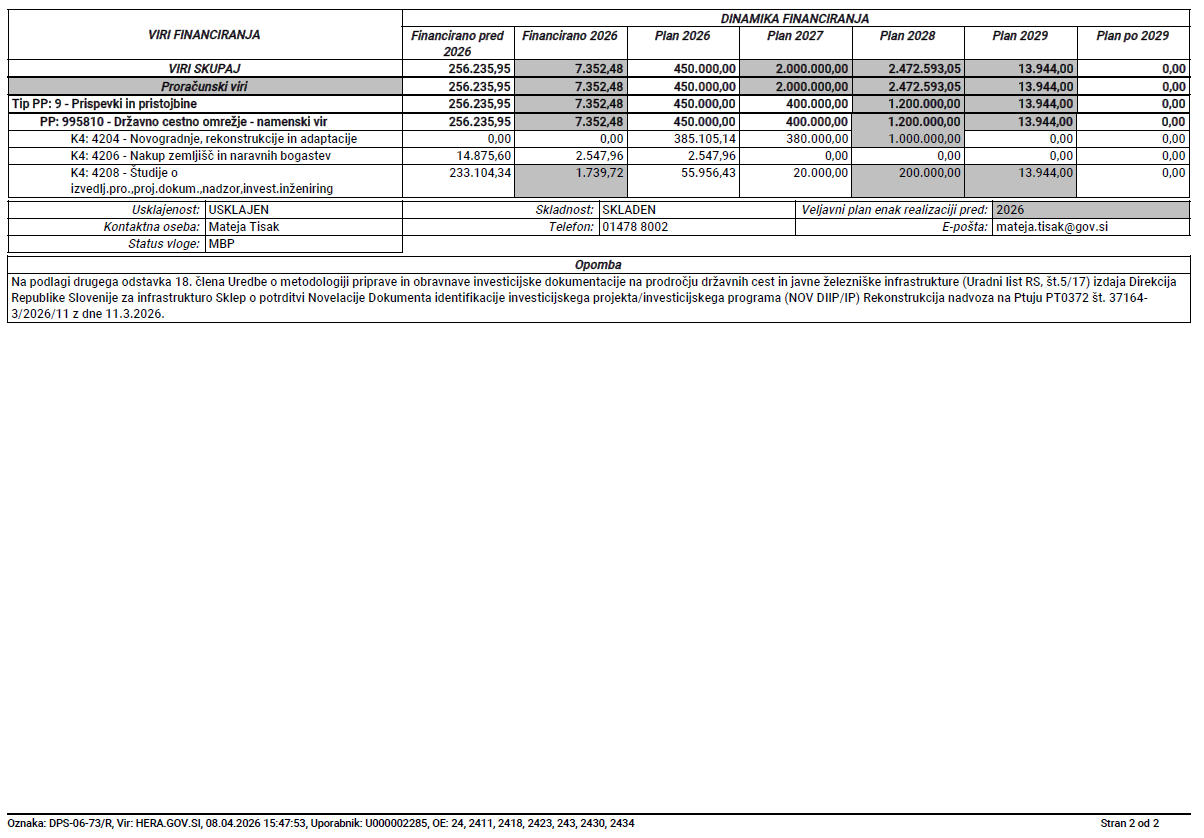 VIRI FINANCIRANJA DINAMIKA FINANCIRANJA
Financirano pred 2026 Financirano 2026 Plan 2026 Plan 2027 Plan 2028 Plan 2029 Plan po 2029
VIRI SKUPAJ 256.235,95 7.352,48 450.000,00 2.000.000,00 2.472.593,05 13.944,00 0,00
Proračunski viri 256.235,95 7.352,48 450.000,00 2.000.000,00 2.472.593,05 13.944,00 0,00
Tip PP: 9 - Prispevki in pristojbine 256.235,95 7.352,48 450.000,00 400.000,00 1.200.000,00 13.944,00 0,00
PP: 995810 - Državno cestno omrežje - namenski vir 256.235,95 7.352,48 450.000,00 400.000,00 1.200.000,00 13.944,00 0,00
K4: 4204 - Novogradnje, rekonstrukcije in adaptacije 0,00 0,00 385.105,14 380.000,00 1.000.000,00 0,00 0,00
K4: 4206 - Nakup zemljišč in naravnih bogastev 14.875,60 2.547,96 2.547,96 0,00 0,00 0,00 0,00
K4: 4208 - Študije o 233.104,34 1.739,72 55.956,43 20.000,00 200.000,00 13.944,00 0,00
izvedlj.pro.,proj.dokum.,nadzor,invest.inženiring
Usklajenost: USKLAJEN Skladnost: SKLADEN Veljavni plan enak realizaciji pred: 2026
Kontaktna oseba: Mateja Tisak Telefon: 01478 8002 E-pošta: mateja.tisak@gov.si
Status vloge: MBP
Opomba
Na podlagi drugega odstavka 18. člena Uredbe o metodologiji priprave in obravnave investicijske dokumentacije na področju državnih cest in javne železniške infrastrukture (Uradni list RS, št.5/17) izdaja Direkcija
Republike Slovenije za infrastrukturo Sklep o potrditvi Novelacije Dokumenta identifikacije investicijskega projekta/investicijskega programa (NOV DIIP/IP) Rekonstrukcija nadvoza na Ptuju PT0372 št. 37164-
3/2026/11 z dne 11.3.2026.
Oznaka: DPS-06-73/R, Vir: HERA.GOV.SI, 08.04.2026 15:47:53, Uporabnik: U000002285, OE: 24, 2411, 2418, 2423, 243, 2430, 2434 Stran 2 od 2